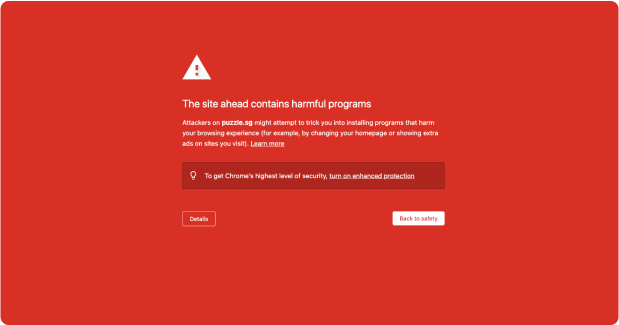 The site ahead contains harmful programs
Attackers on puzzle.sg might attempt to trick you into installing programs that harm
your browsing experience (for example, by changing your homepage or showing extra
ads on sites you visit). Learn more
To get Chrome's highest level of security, turn on enhanced protection
Details
Back to safety